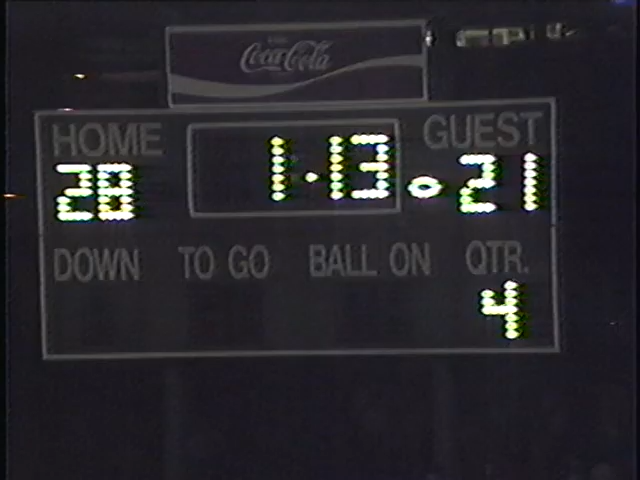 Coca-Cola
HOME 1:13 GUEST
28 21
DOWN TO GO BALL ON QTR.
4